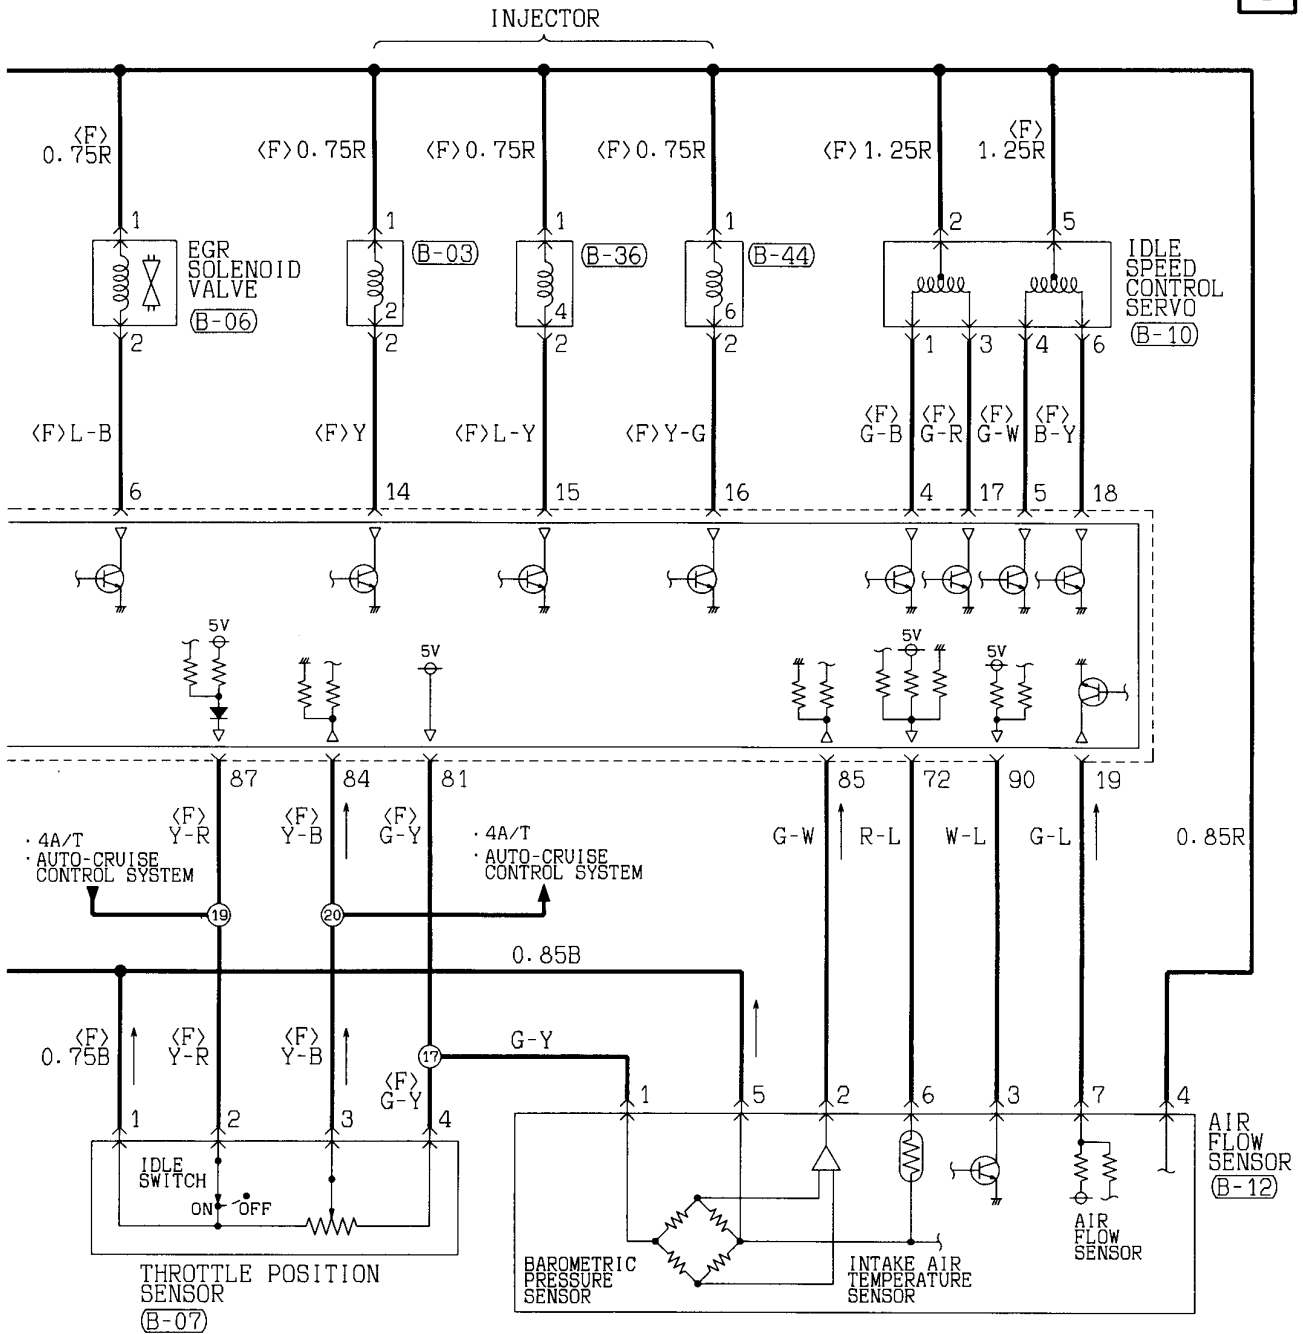 INJECTOR
<F>
0.75R
<F>0.75R
<F>0.75R
<F>0.75R
<F>1.25R
<F>
1.25R
1
1
1
1
2
5
EGR
SOLENOID
VALVE
(B-06)
(B-03)
(B-36)
(B-44)
IDLE
SPEED
CONTROL
SERVO
(B-10)
2
4
6
2
2
2
2
1
3
4
6
<F>L-B
<F>Y
<F>L-Y
<F>Y-G
<F>
G-B
<F>
G-R
<F>
G-W
<F>
B-Y
6
14
15
16
4
17
5
18
5V
5V
5V
5V
87
84
81
85
72
90
19
<F>
Y-R
<F>
Y-B
<F>
G-Y
G-W
R-L
W-L
G-L
0.85R
· 4A/T
· AUTO-CRUISE
CONTROL SYSTEM
· 4A/T
· AUTO-CRUISE
CONTROL SYSTEM
19
20
0.85B
<F>
0.75B
<F>
Y-R
<F>
Y-B
17
G-Y
<F>
G-Y
1
2
3
4
1
5
2
6
3
7
4
IDLE
SWITCH
ON
OFF
THROTTLE POSITION
SENSOR
(B-07)
BAROMETRIC
PRESSURE
SENSOR
INTAKE AIR
TEMPERATURE
SENSOR
AIR
FLOW
SENSOR
AIR
FLOW
SENSOR
(B-12)